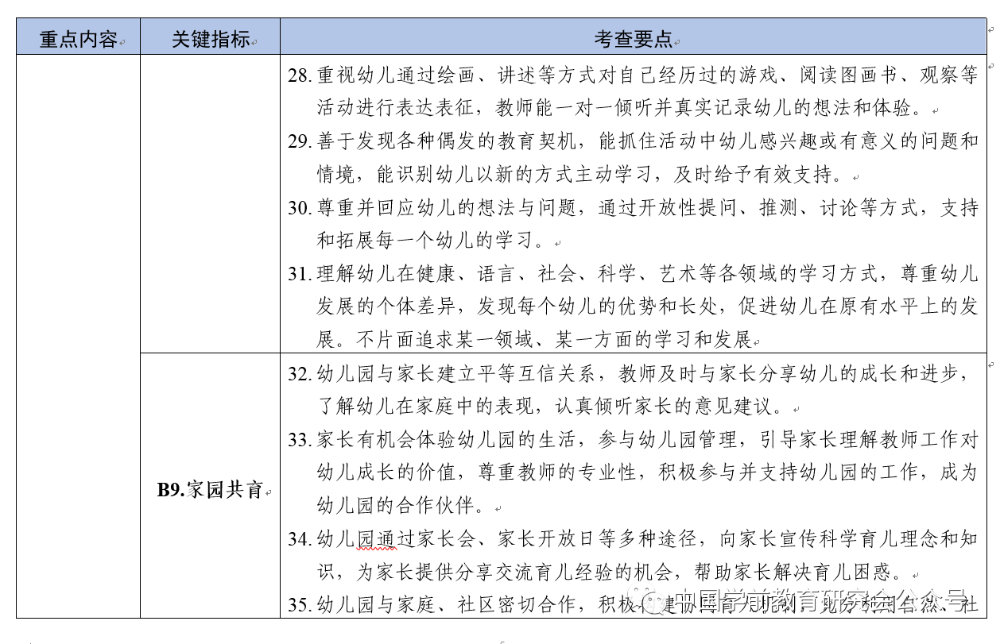 重点内容 关键指标 考查要点
28. 重视幼儿通过绘画、讲述等方式对自己经历过的游戏、阅读图画书、观察等
活动进行表达表征，教师能一对一倾听并真实记录幼儿的想法和体验。
29. 善于发现各种偶发的教育契机，能抓住活动中幼儿感兴趣或有意义的问题和
情境，能识别幼儿以新的方式主动学习，及时给予有效支持。
30. 尊重并回应幼儿的想法与问题，通过开放性提问、推测、讨论等方式，支持
和拓展每一个幼儿的学习。
31. 理解幼儿在健康、语言、社会、科学、艺术等各领域的学习方式，尊重幼儿
发展的个体差异，发现每个幼儿的优势和长处，促进幼儿在原有水平上的发
展。不片面追求某一领域、某一方面的学习和发展
B9.家园共育
32. 幼儿园与家长建立平等互信关系，教师及时与家长分享幼儿的成长和进步，
了解幼儿在家庭中的表现，认真倾听家长的意见建议。
33. 家长有机会体验幼儿园的生活，参与幼儿园管理，引导家长理解教师工作对
幼儿成长的价值，尊重教师的专业性，积极参与并支持幼儿园的工作，成为
幼儿园的合作伙伴。
34. 幼儿园通过家长会、家长开放日等多种途径，向家长宣传科学育儿理念和知
识，为家长提供分享交流育儿经验的机会，帮助家长解决育儿困惑。
35. 幼儿园与家庭、社区密切合作，积极 建协同育人机制，充分利用自然、社
中国学前教育研究会公众号